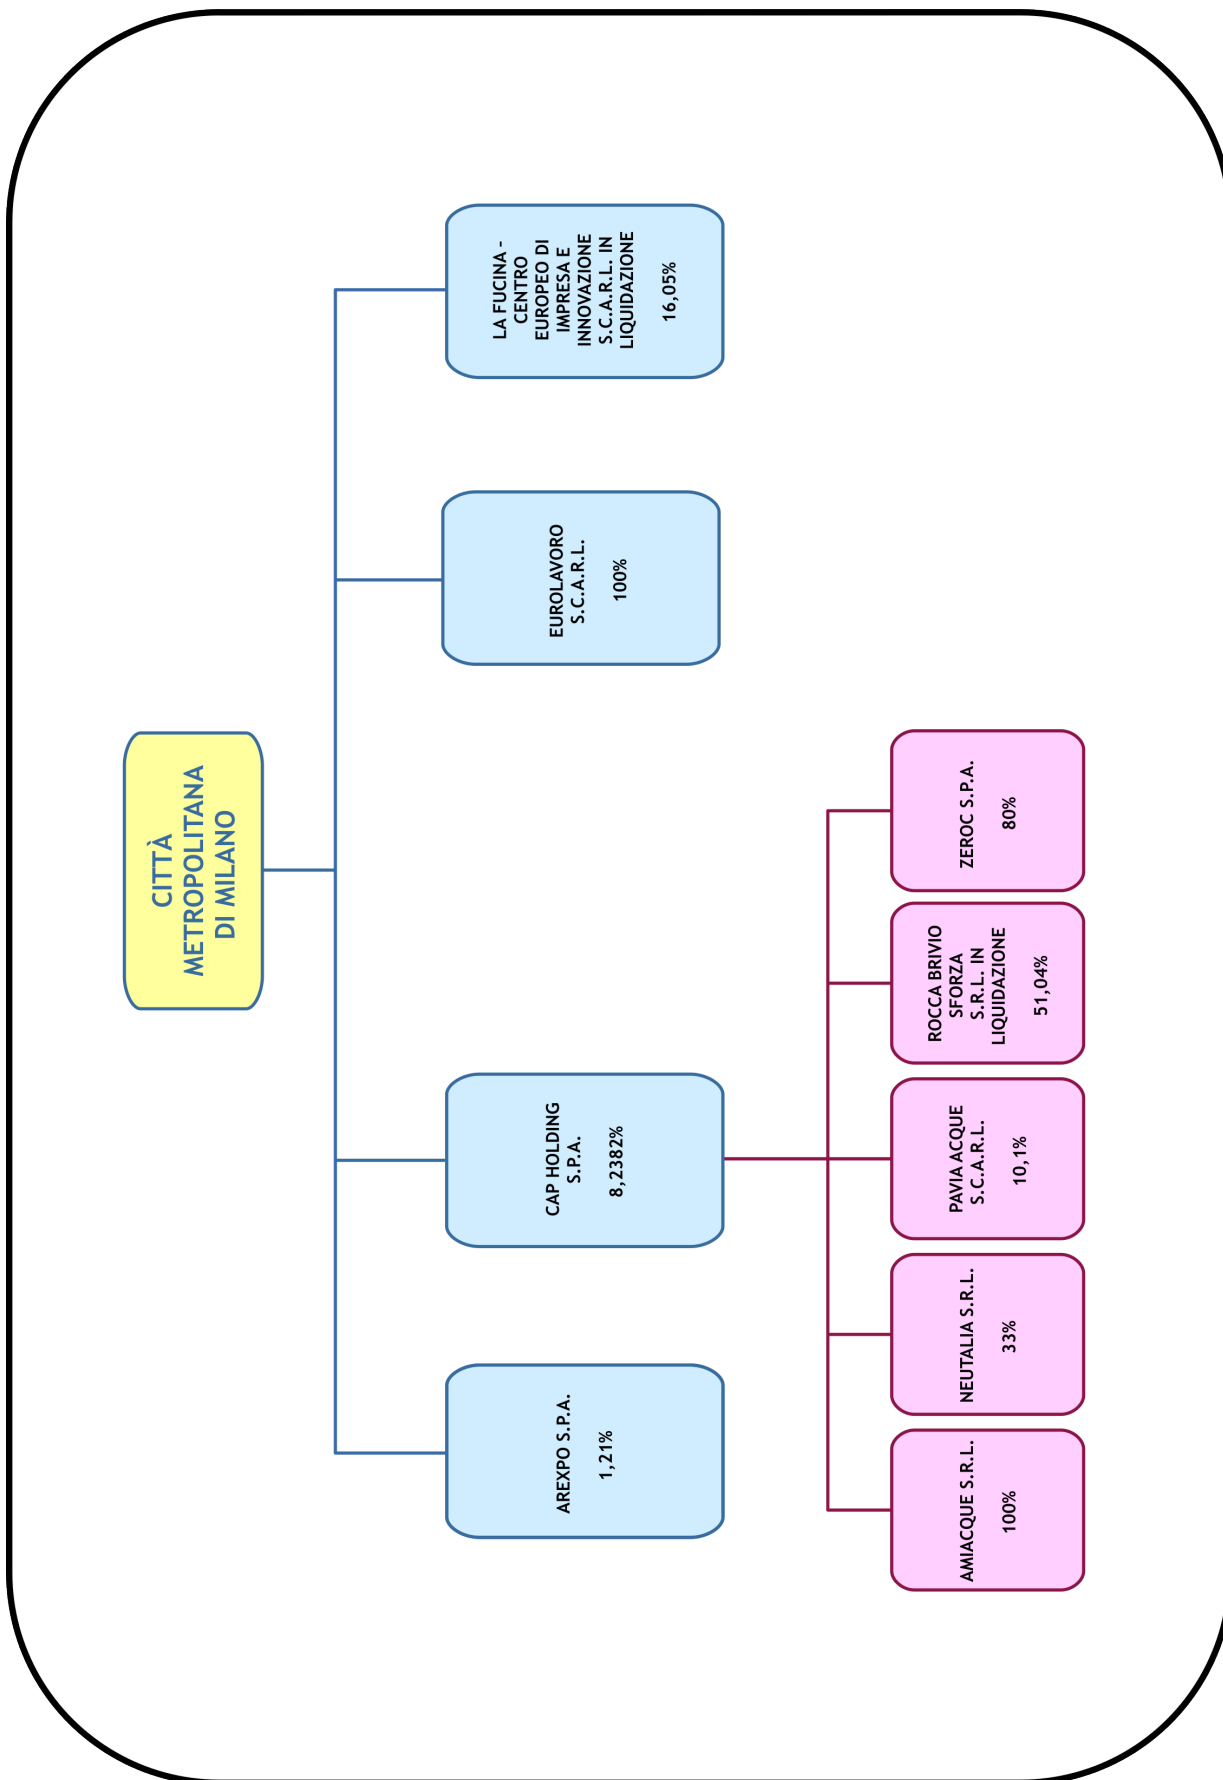 CITTÀ
METROPOLITANA
DI MILANO
AREXPO S.P.A.
1,21%
CAP HOLDING
S.P.A.
8,2382%
EUROLAVORO
S.C.A.R.L.
100%
LA FUCINA -
CENTRO
EUROPEO DI
IMPRESA E
INNOVAZIONE
S.C.A.R.L. IN
LIQUIDAZIONE
16,05%
AMIACQUE S.R.L.
100%
NEUTALIA S.R.L.
33%
PAVIA ACQUE
S.C.A.R.L.
10,1%
ROCCA BRIVIO
SFORZA
S.R.L. IN
LIQUIDAZIONE
51,04%
ZEROC S.P.A.
80%